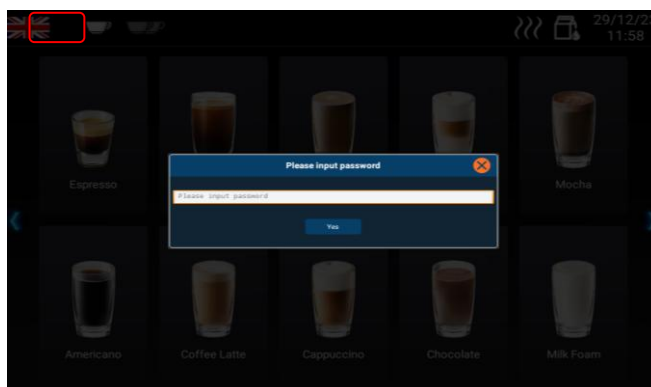 29/12/2
11:58
Please input password
Please input password
Yes
Espresso
Mocha
Americano
Coffee Latte
Cappuccino
Chocolate
Milk Foam